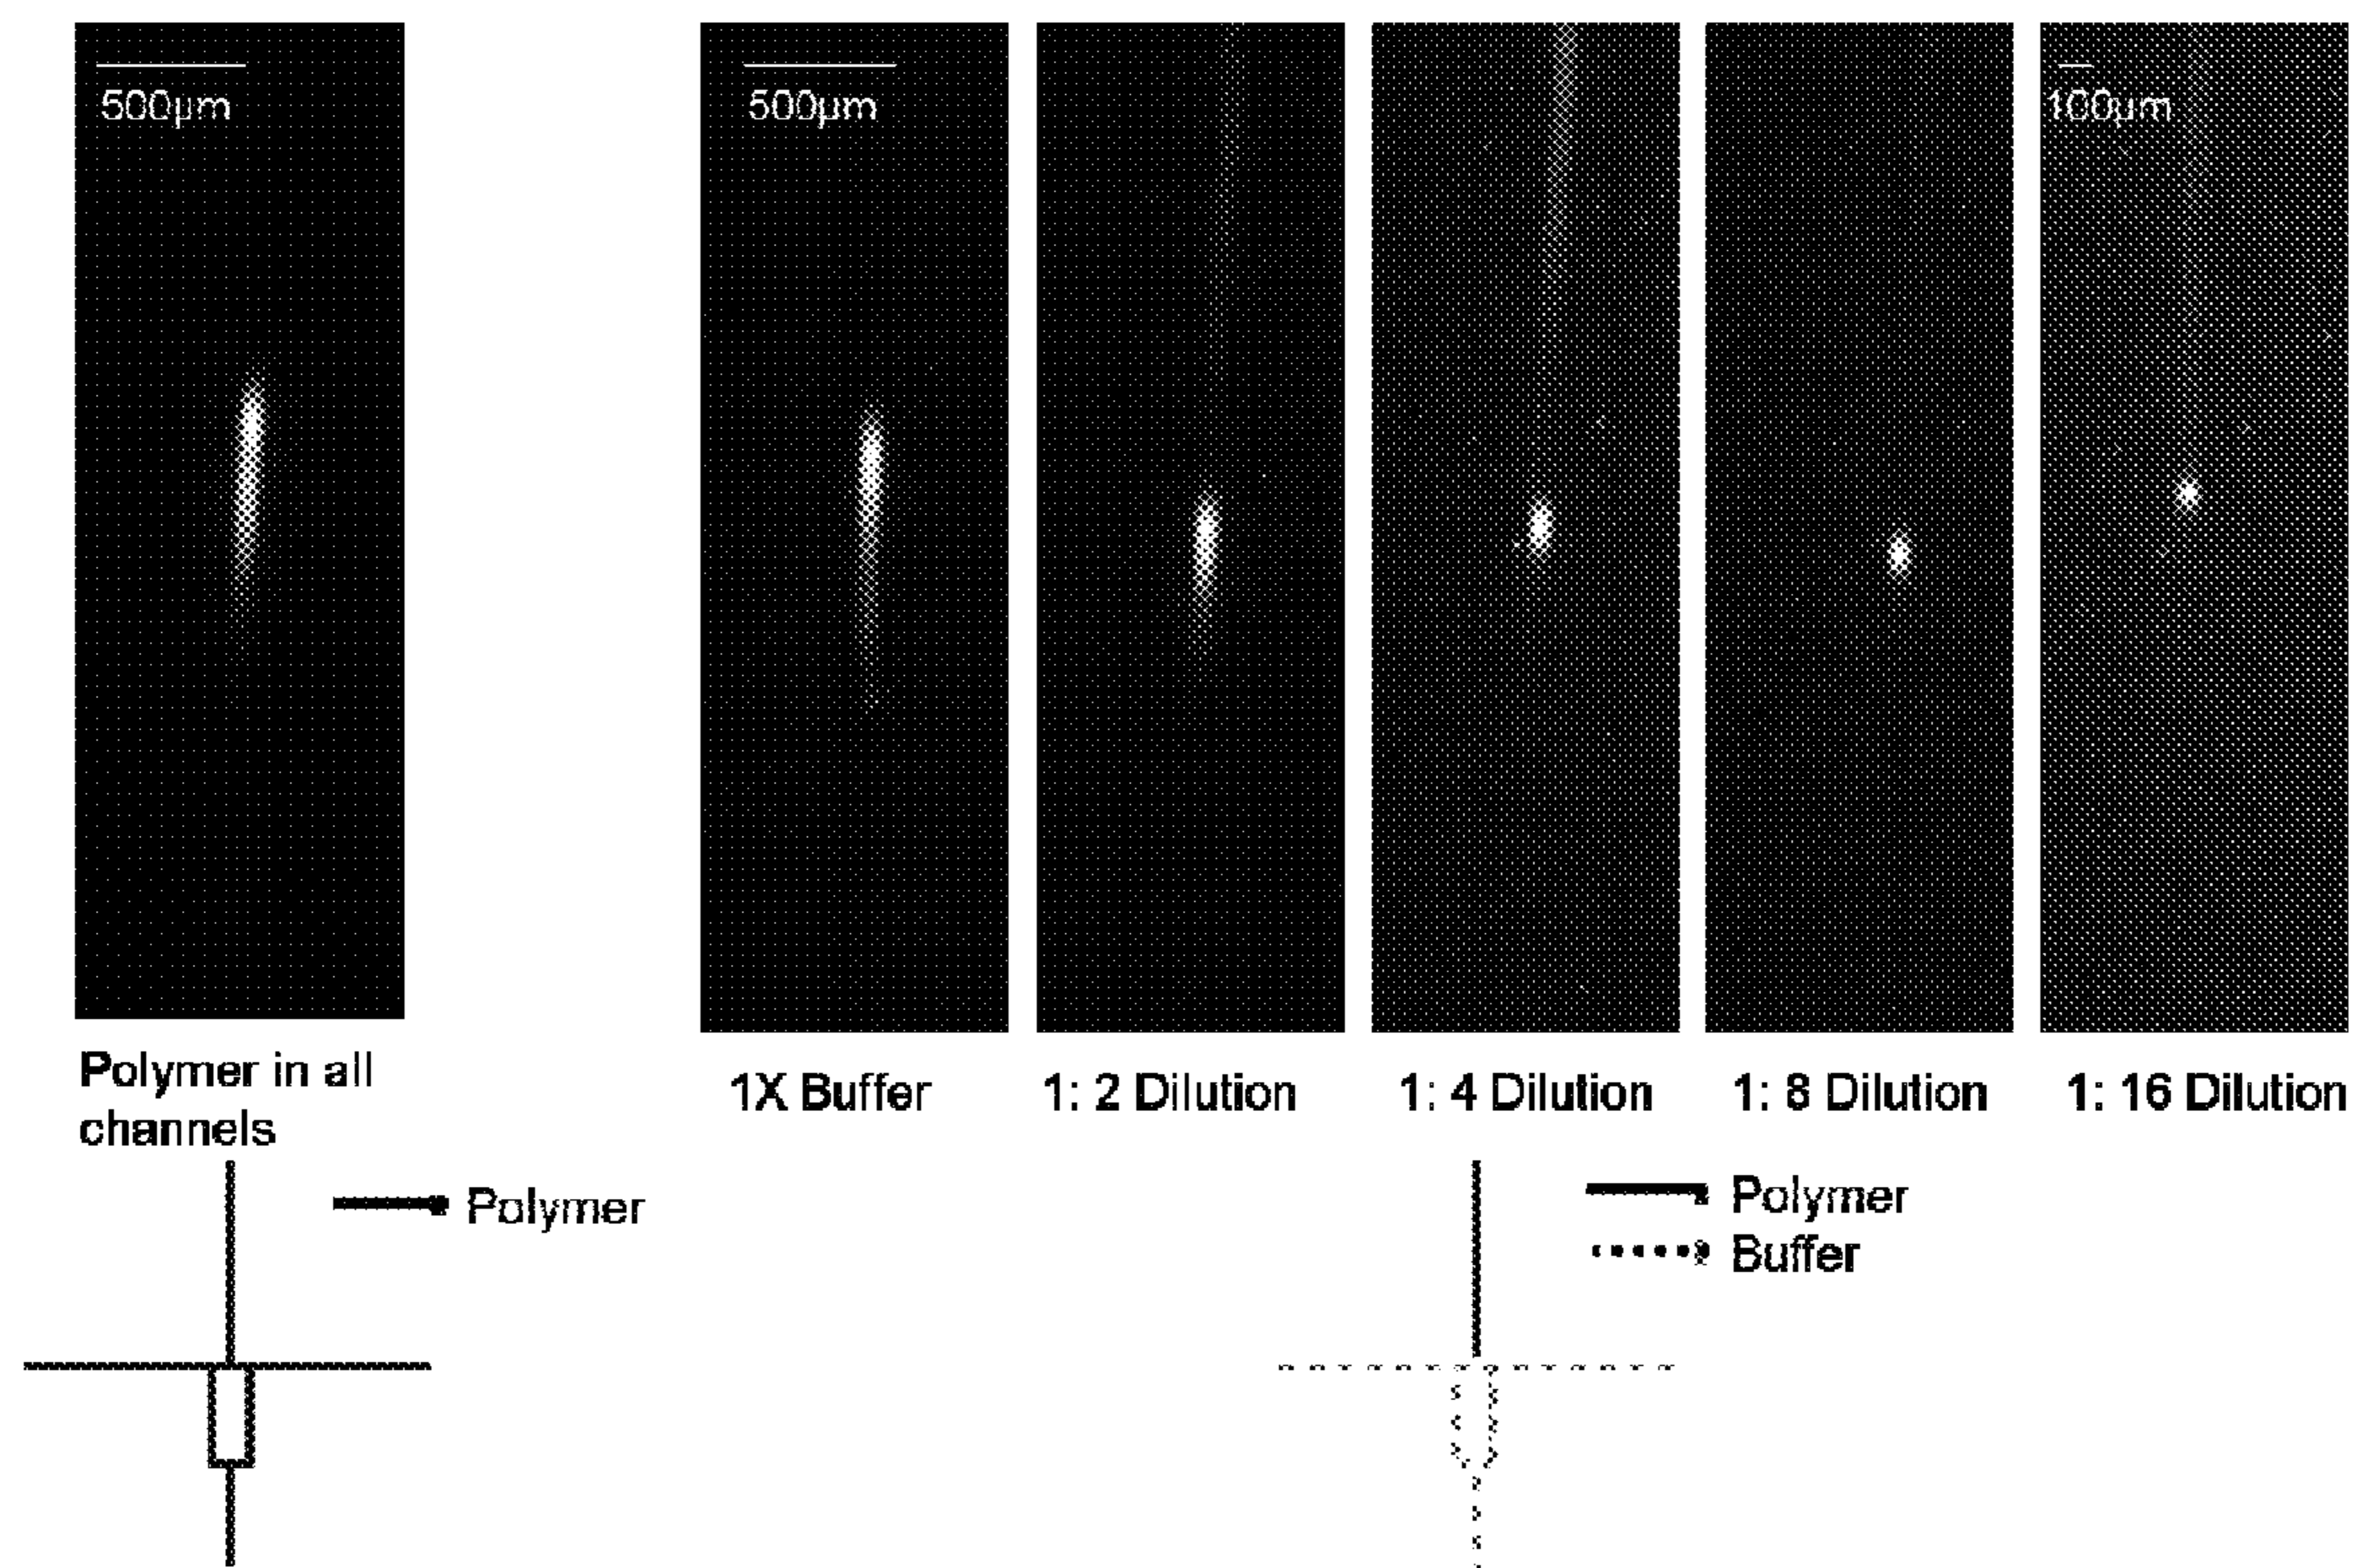 500µm
500µm
100µm
Polymer in all
channels
1X Buffer
1: 2 Dilution
1: 4 Dilution
1: 8 Dilution
1: 16 Dilution
Polymer
Polymer
Buffer